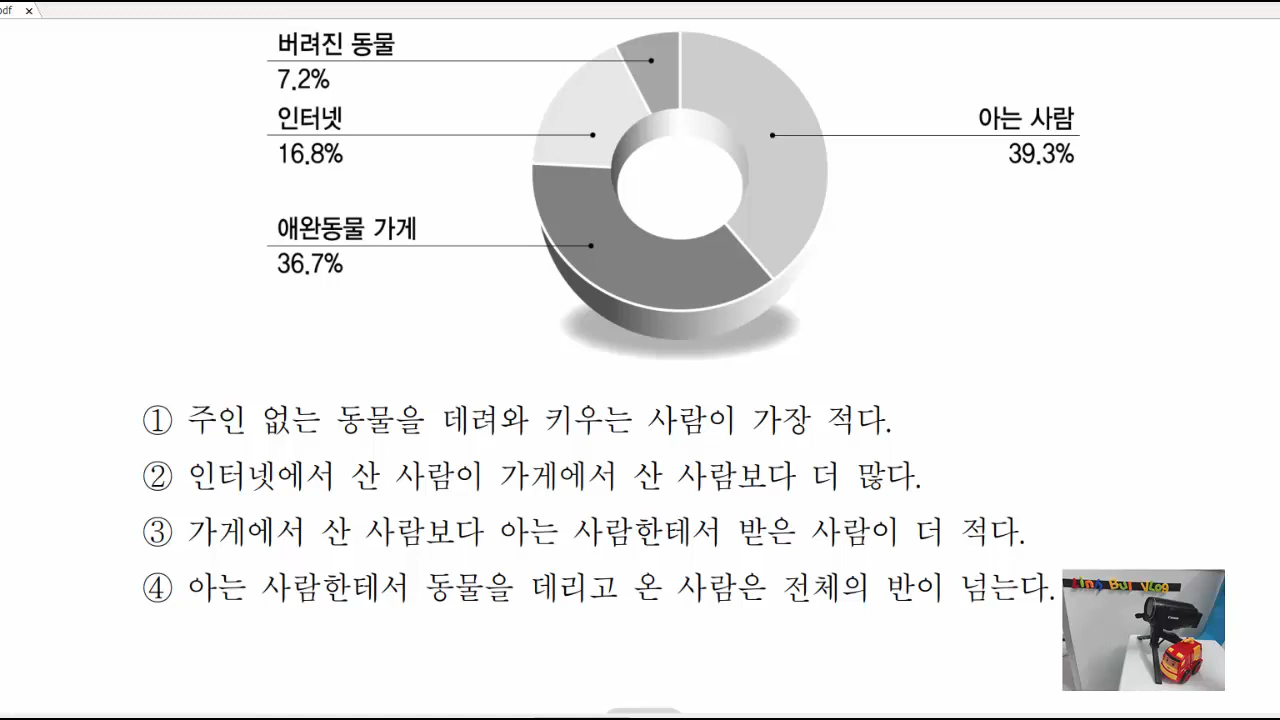 odf ×
버려진 동물
7.2%
인터넷
16.8%
애완동물 가게
36.7%
아는 사람
39.3%
① 주인 없는 동물을 데려와 키우는 사람이 가장 적다.
② 인터넷에서 산 사람이 가게에서 산 사람보다 더 많다.
③ 가게에서 산 사람보다 아는 사람한테서 받은 사람이 더 적다.
④ 아는 사람한테서 동물을 데리고 온 사람은 전체의 반이 넘는다.
Linh Bul Vlog
Canon